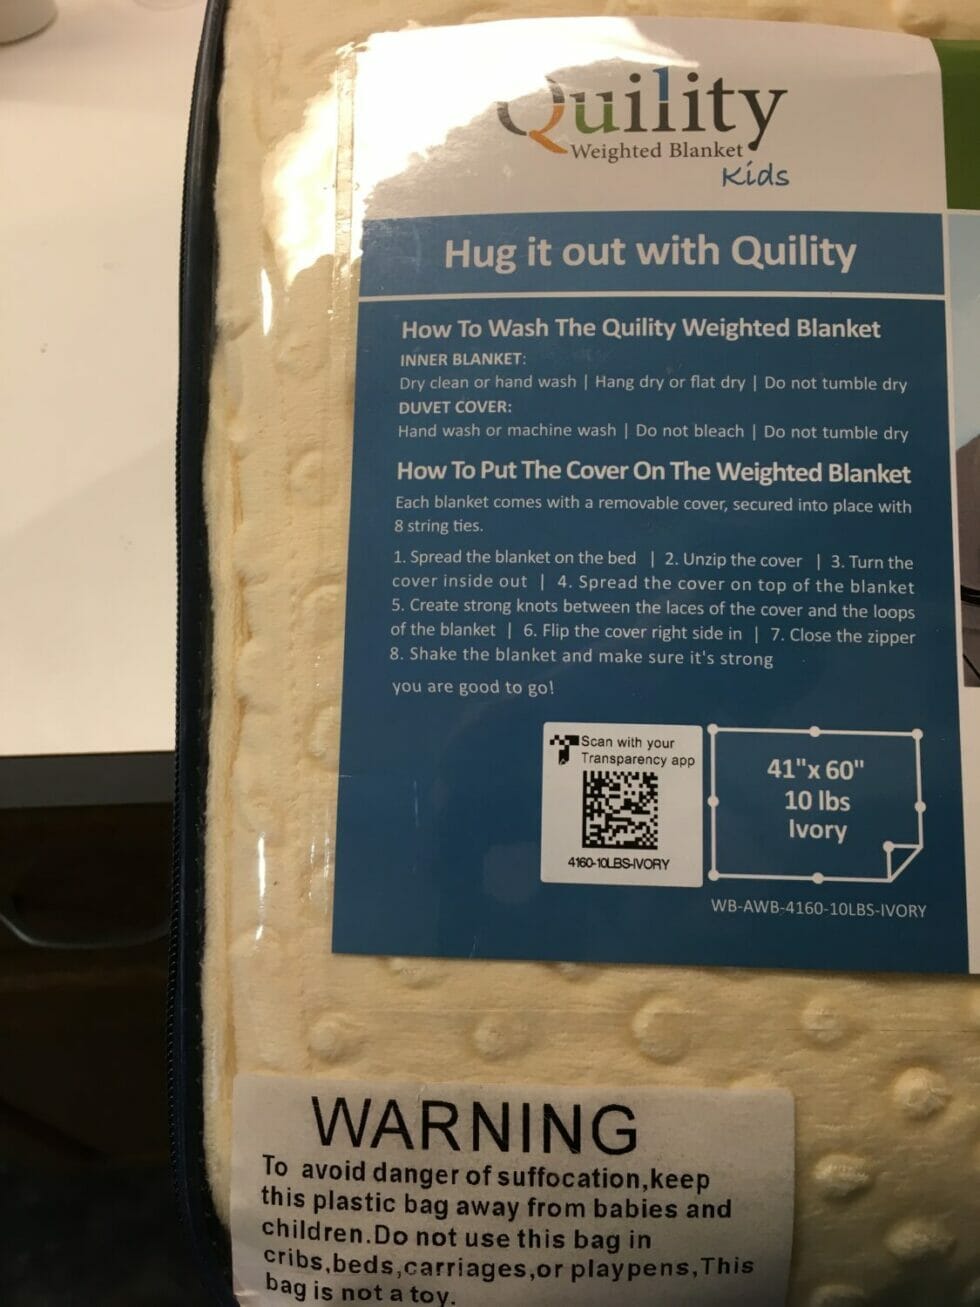 Quility
Weighted Blanket
Kids
Hug it out with Quility
How To Wash The Quility Weighted Blanket
INNER BLANKET:
Dry clean or hand wash | Hang dry or flat dry | Do not tumble dry
DUVET COVER:
Hand wash or machine wash | Do not bleach | Do not tumble dry
How To Put The Cover On The Weighted Blanket
Each blanket comes with a removable cover, secured into place with
8 string ties.
1. Spread the blanket on the bed | 2. Unzip the cover | 3. Turn the
cover inside out | 4. Spread the cover on top of the blanket
5. Create strong knots between the laces of the cover and the loops
of the blanket | 6. Flip the cover right side in | 7. Close the zipper
8. Shake the blanket and make sure it's strong
you are good to go!
Scan with your
Transparency app
4160-10LBS-IVORY
41"x 60"
10 lbs
Ivory
WB-AWB-4160-10LBS-IVORY
WARNING
To avoid danger of suffocation,keep
this plastic bag away from babies and
children.Do not use this bag in
cribs,beds,carriages,or playpens,This
bag is not a toy.